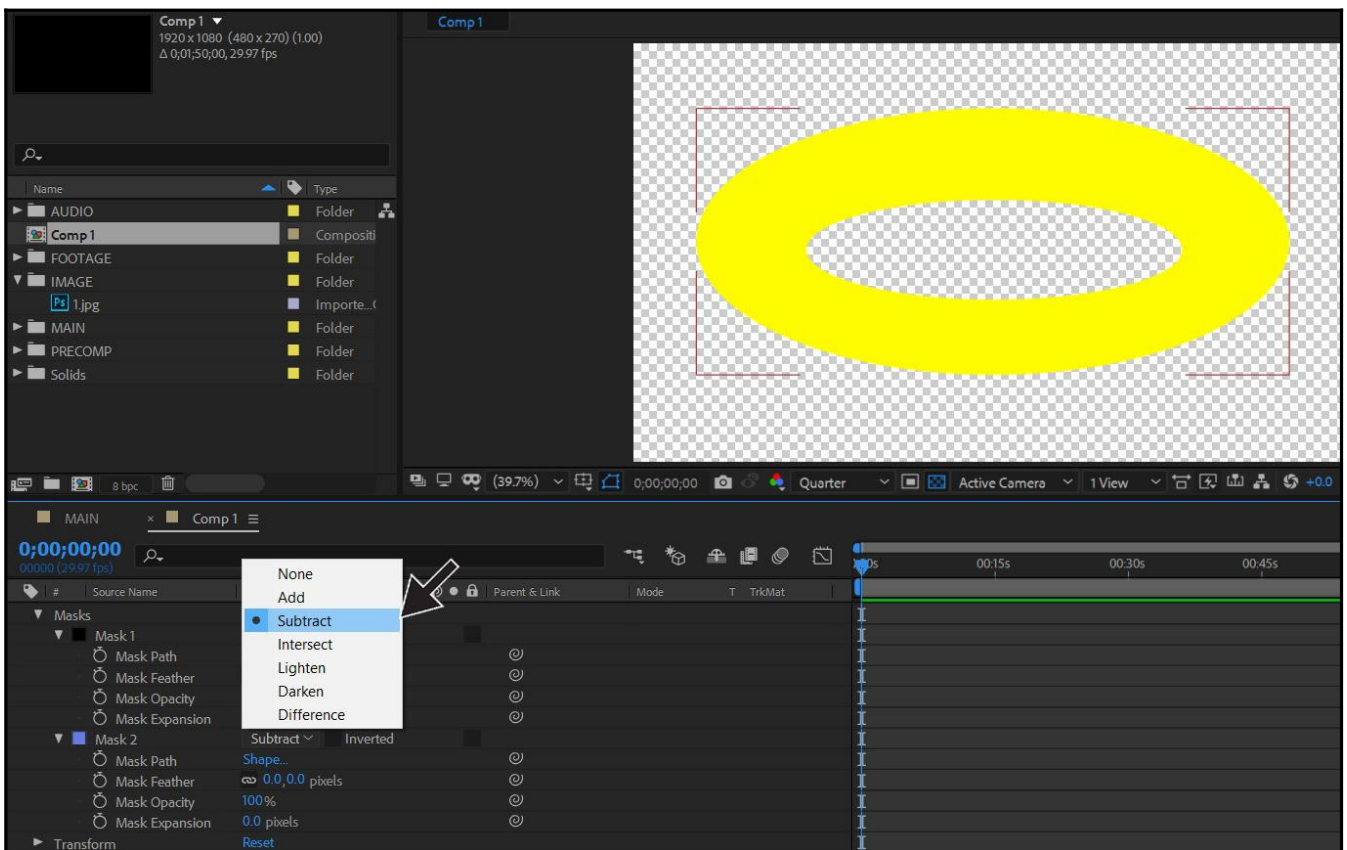 Comp 1 ▼
1920 x 1080 (480 x 270) (1.00)
Δ 0;01;50;00, 29.97 fps
Comp 1
Name Type
AUDIO Folder
Comp 1 Compositi
FOOTAGE Folder
IMAGE Folder
Ps 1.jpg Importe...
MAIN Folder
PRECOMP Folder
Solids Folder
8 bpc
(39.7%) 0;00;00;00 Quarter Active Camera 1 View +0.0
MAIN × Comp 1
0;00;00;00
00000 (29.97 fps)
00:15s 00:30s 00:45s
# Source Name Parent & Link Mode T TrkMat
None
Add
Subtract
Intersect
Lighten
Darken
Difference
Masks
Mask 1
Mask Path
Mask Feather
Mask Opacity
Mask Expansion
Mask 2 Subtract Inverted
Mask Path Shape...
Mask Feather 0.0,0.0 pixels
Mask Opacity 100%
Mask Expansion 0.0 pixels
Transform Reset